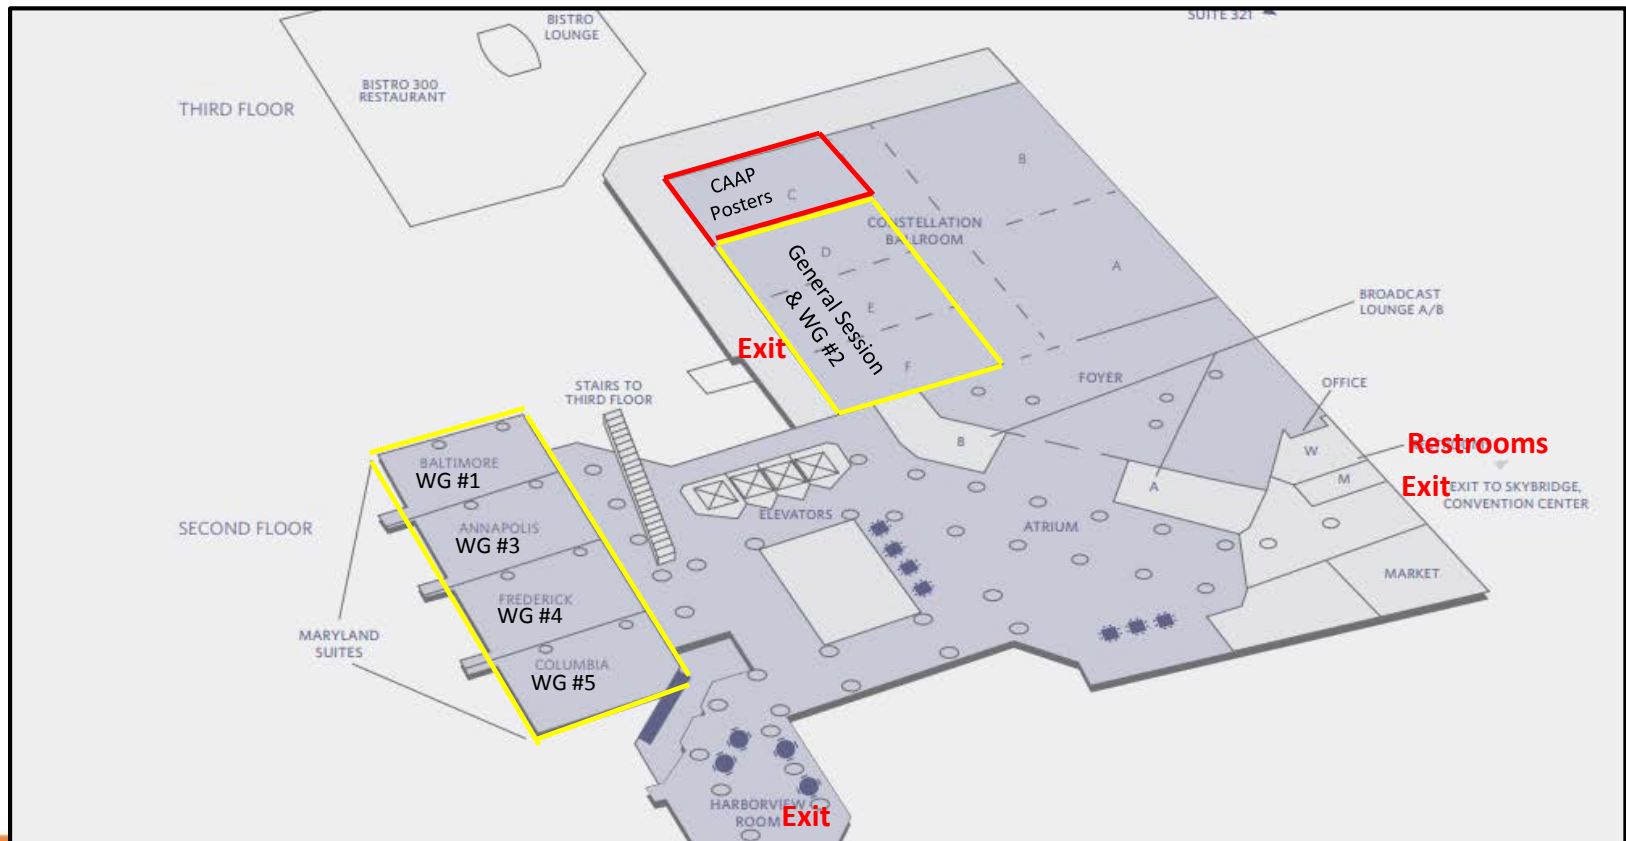 SUITE 321
BISTRO
LOUNGE
BISTRO 300
RESTAURANT
THIRD FLOOR
CAAP
Posters
C
B
CONSTELLATION
BALLROOM
D
General Session
& WG #2
A
E
F
BROADCAST
LOUNGE A/B
Exit
FOYER
OFFICE
STAIRS TO
THIRD FLOOR
B
W
Restrooms
BALTIMORE
WG #1
M
A
Exit
EXIT TO SKYBRIDGE,
CONVENTION CENTER
ELEVATORS
ATRIUM
SECOND FLOOR
ANNAPOLIS
WG #3
MARKET
FREDERICK
WG #4
MARYLAND
SUITES
COLUMBIA
WG #5
HARBORVIEW
ROOM
Exit